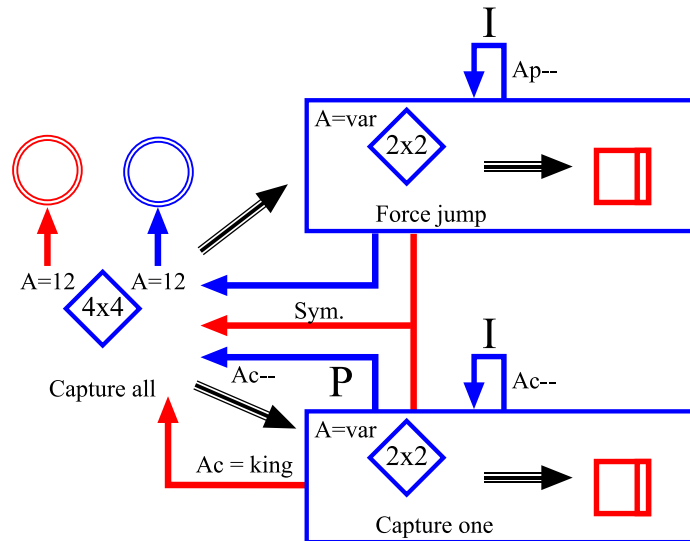 I
Ap--
A=var
2x2
Force jump
A=12
A=12
4x4
Sym.
I
Ac--
P
Ac--
Capture all
A=var
2x2
Ac = king
Capture one